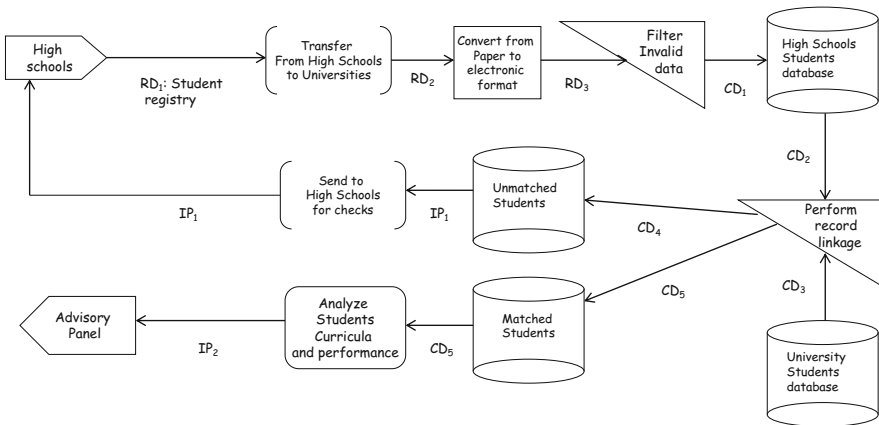 High
schools
RD₁: Student
registry
Transfer
From High Schools
to Universities
RD₂
Convert from
Paper to
electronic
format
RD₃
Filter
Invalid
data
CD₁
High Schools
Students
database
CD₂
Perform
record
linkage
CD₃
University
Students
database
CD₄
Unmatched
Students
IP₁
Send to
High Schools
for checks
IP₁
CD₅
Matched
Students
CD₅
Analyze
Students
Curricula
and performance
IP₂
Advisory
Panel